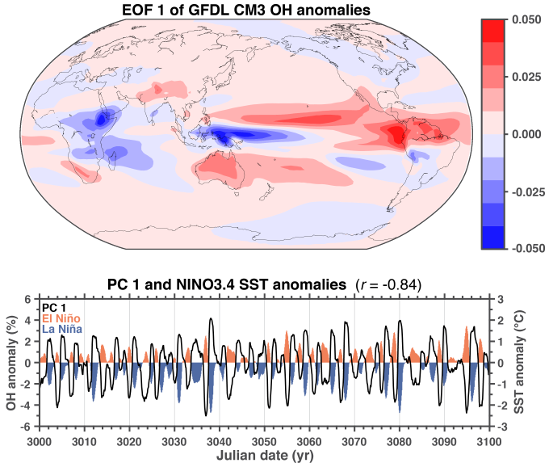 EOF 1 of GFDL CM3 OH anomalies
0.050
0.025
0.000
-0.025
-0.050
PC 1 and NINO3.4 SST anomalies (r = -0.84)
PC 1
El Niño
La Niña
OH anomaly (%)
6
4
2
0
-2
-4
-6
3
2
1
0
-1
-2
-3
SST anomaly (°C)
3000 3010 3020 3030 3040 3050 3060 3070 3080 3090 3100
Julian date (yr)